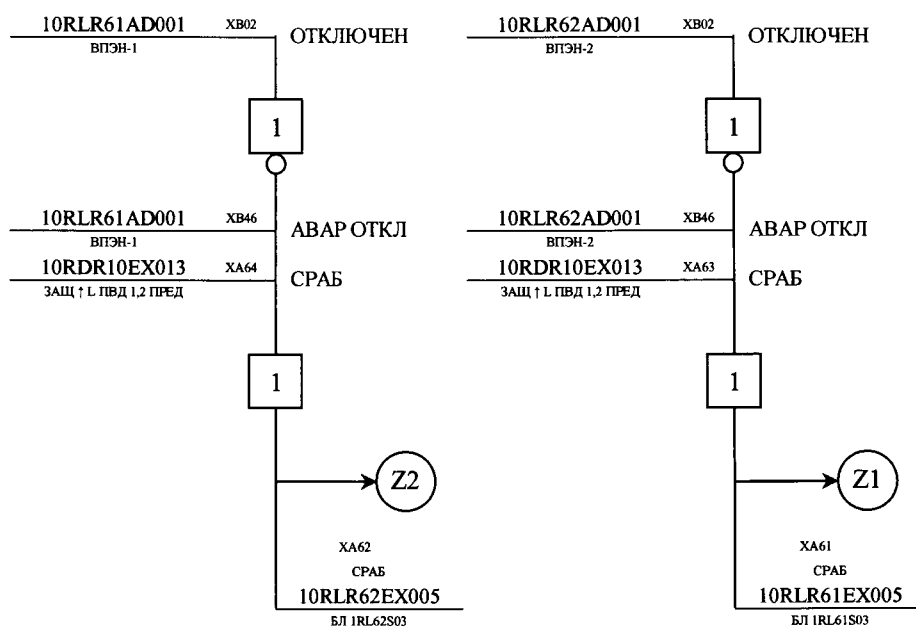 10RLR61AD001 XB02 ОТКЛЮЧЕН
ВПЭН-1
1
10RLR61AD001 XB46 АВАР ОТКЛ
ВПЭН-1
10RDR10EX013 XA64 СРАБ
ЗАЩ ↑ L ПВД 1,2 ПРЕД
1
Z2
XA62
СРАБ
10RLR62EX005
БЛ 1RL62S03
10RLR62AD001 XB02 ОТКЛЮЧЕН
ВПЭН-2
1
10RLR62AD001 XB46 АВАР ОТКЛ
ВПЭН-2
10RDR10EX013 XA63 СРАБ
ЗАЩ ↑ L ПВД 1,2 ПРЕД
1
Z1
XA61
СРАБ
10RLR61EX005
БЛ 1RL61S03